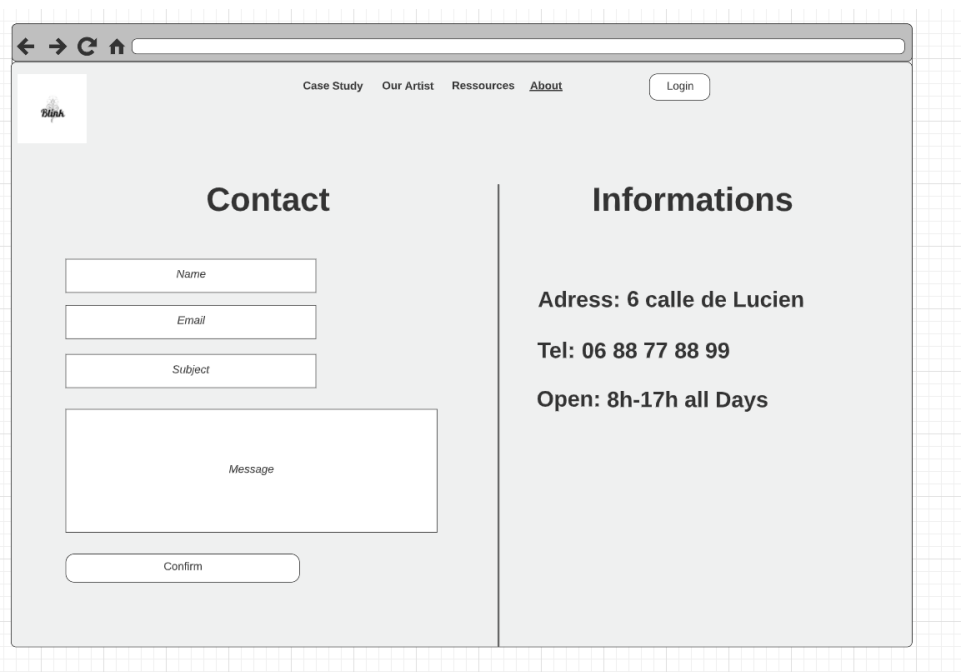 Case Study Our Artist Ressources About Login
Blink
Contact
Name
Email
Subject
Message
Confirm
Informations
Adress: 6 calle de Lucien
Tel: 06 88 77 88 99
Open: 8h-17h all Days